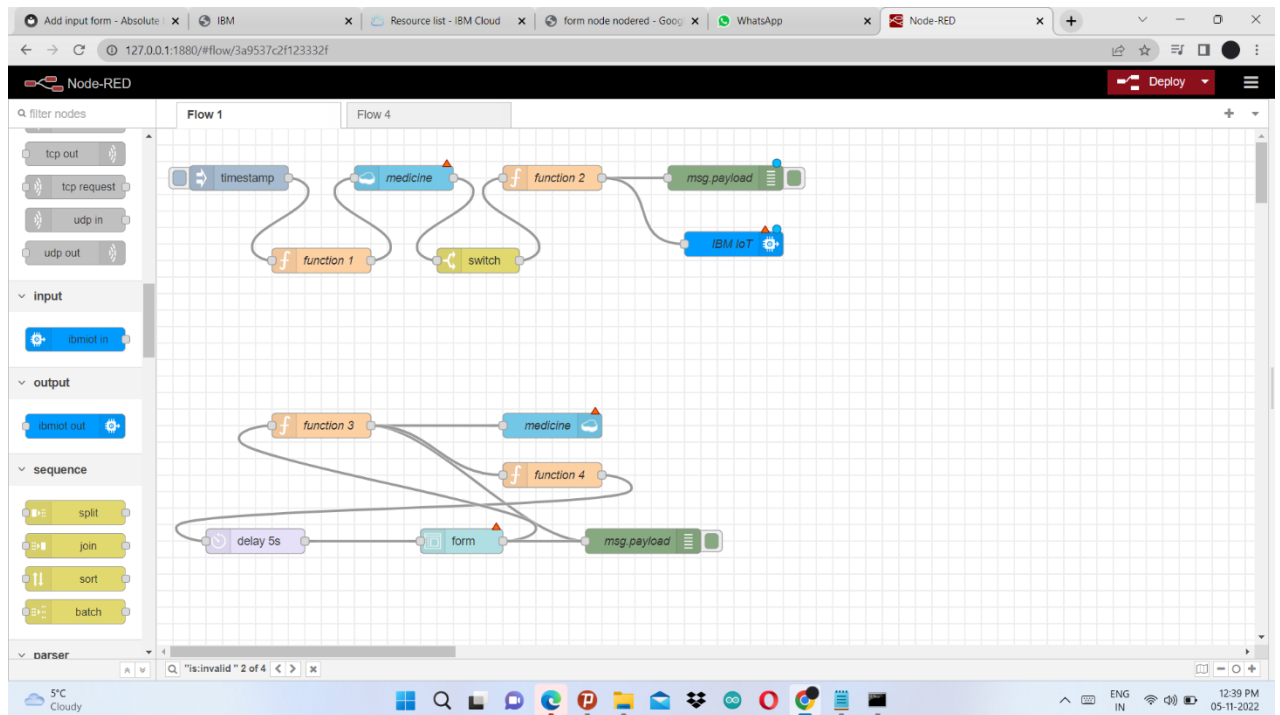 Add input form - Absolute
IBM
Resource list - IBM Cloud
form node nodered - Goog
WhatsApp
Node-RED
127.0.0.1:1880/#flow/3a9537c2f123332f
Node-RED
Deploy
filter nodes
Flow 1
Flow 4
tcp out
tcp request
udp in
udp out
input
ibmiot in
output
ibmiot out
sequence
split
join
sort
batch
parser
timestamp
medicine
function 2
msg.payload
IBM IoT
function 1
switch
function 3
medicine
function 4
delay 5s
form
msg.payload
"is:invalid " 2 of 4
5°C
Cloudy
ENG
IN
12:39 PM
05-11-2022